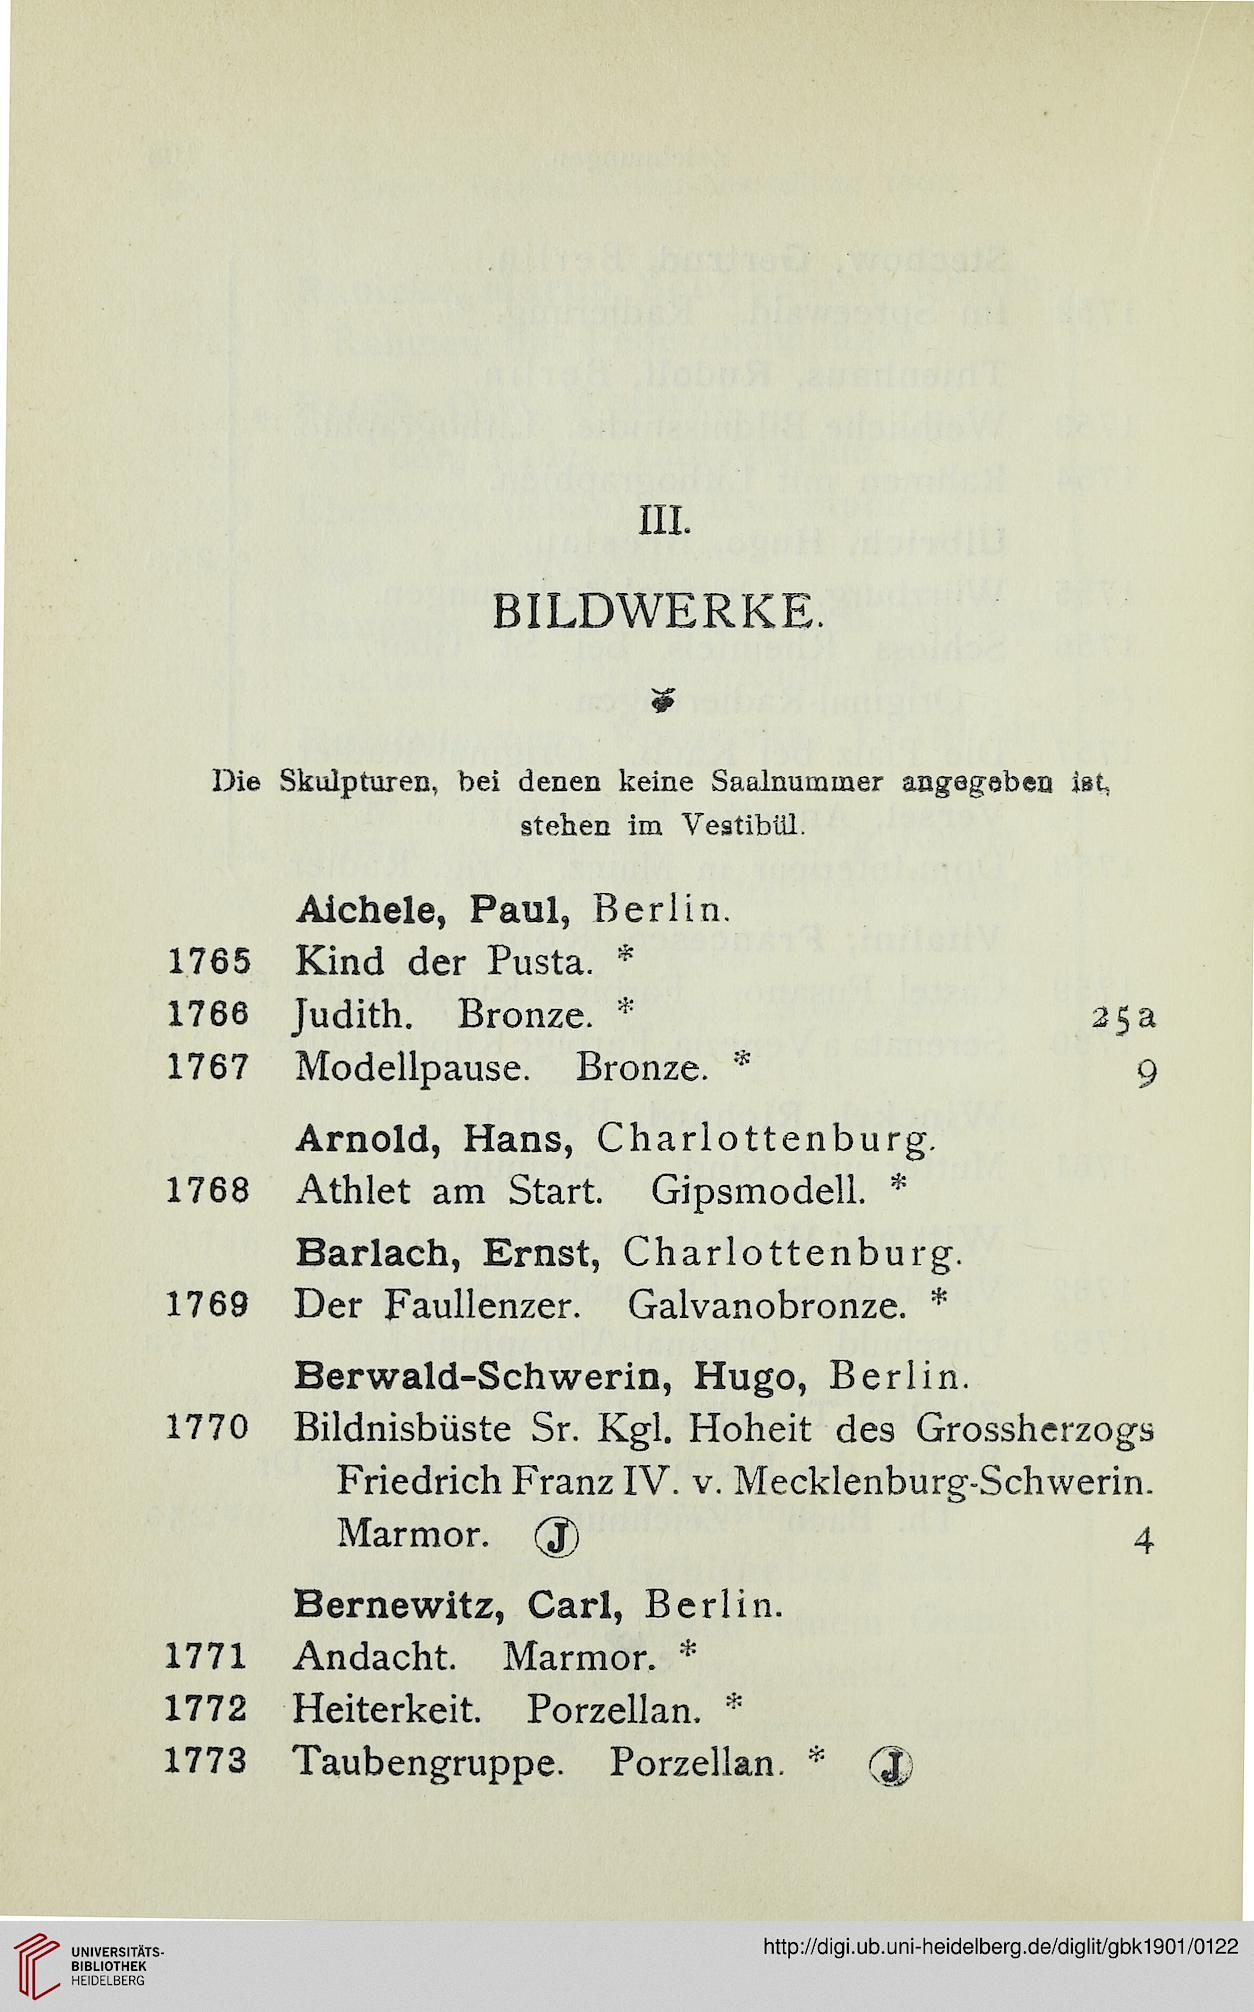 III.
BILDWERKE.
Die Skulpturen, bei denen keine Saalnummer angegeben ist,
stehen im Vestibül.
Aichele, Paul, Berlin.
1765 Kind der Pusta. *
1766 Judith. Bronze. * 25a
1767 Modellpause. Bronze. * 9
Arnold, Hans, Charlottenburg.
1768 Athlet am Start. Gipsmodell. *
Barlach, Ernst, Charlottenburg.
1769 Der Faullenzer. Galvanobronze. *
Berwald-Schwerin, Hugo, Berlin.
1770 Bildnisbüste Sr. Kgl. Hoheit des Grossherzogs
Friedrich Franz IV. v. Mecklenburg-Schwerin.
Marmor. Ⓙ 4
Bernewitz, Carl, Berlin.
1771 Andacht. Marmor. *
1772 Heiterkeit. Porzellan. *
1773 Taubengruppe. Porzellan. * Ⓙ
UNIVERSITÄTS-
BIBLIOTHEK
HEIDELBERG
http://digi.ub.uni-heidelberg.de/diglit/gbk1901/0122